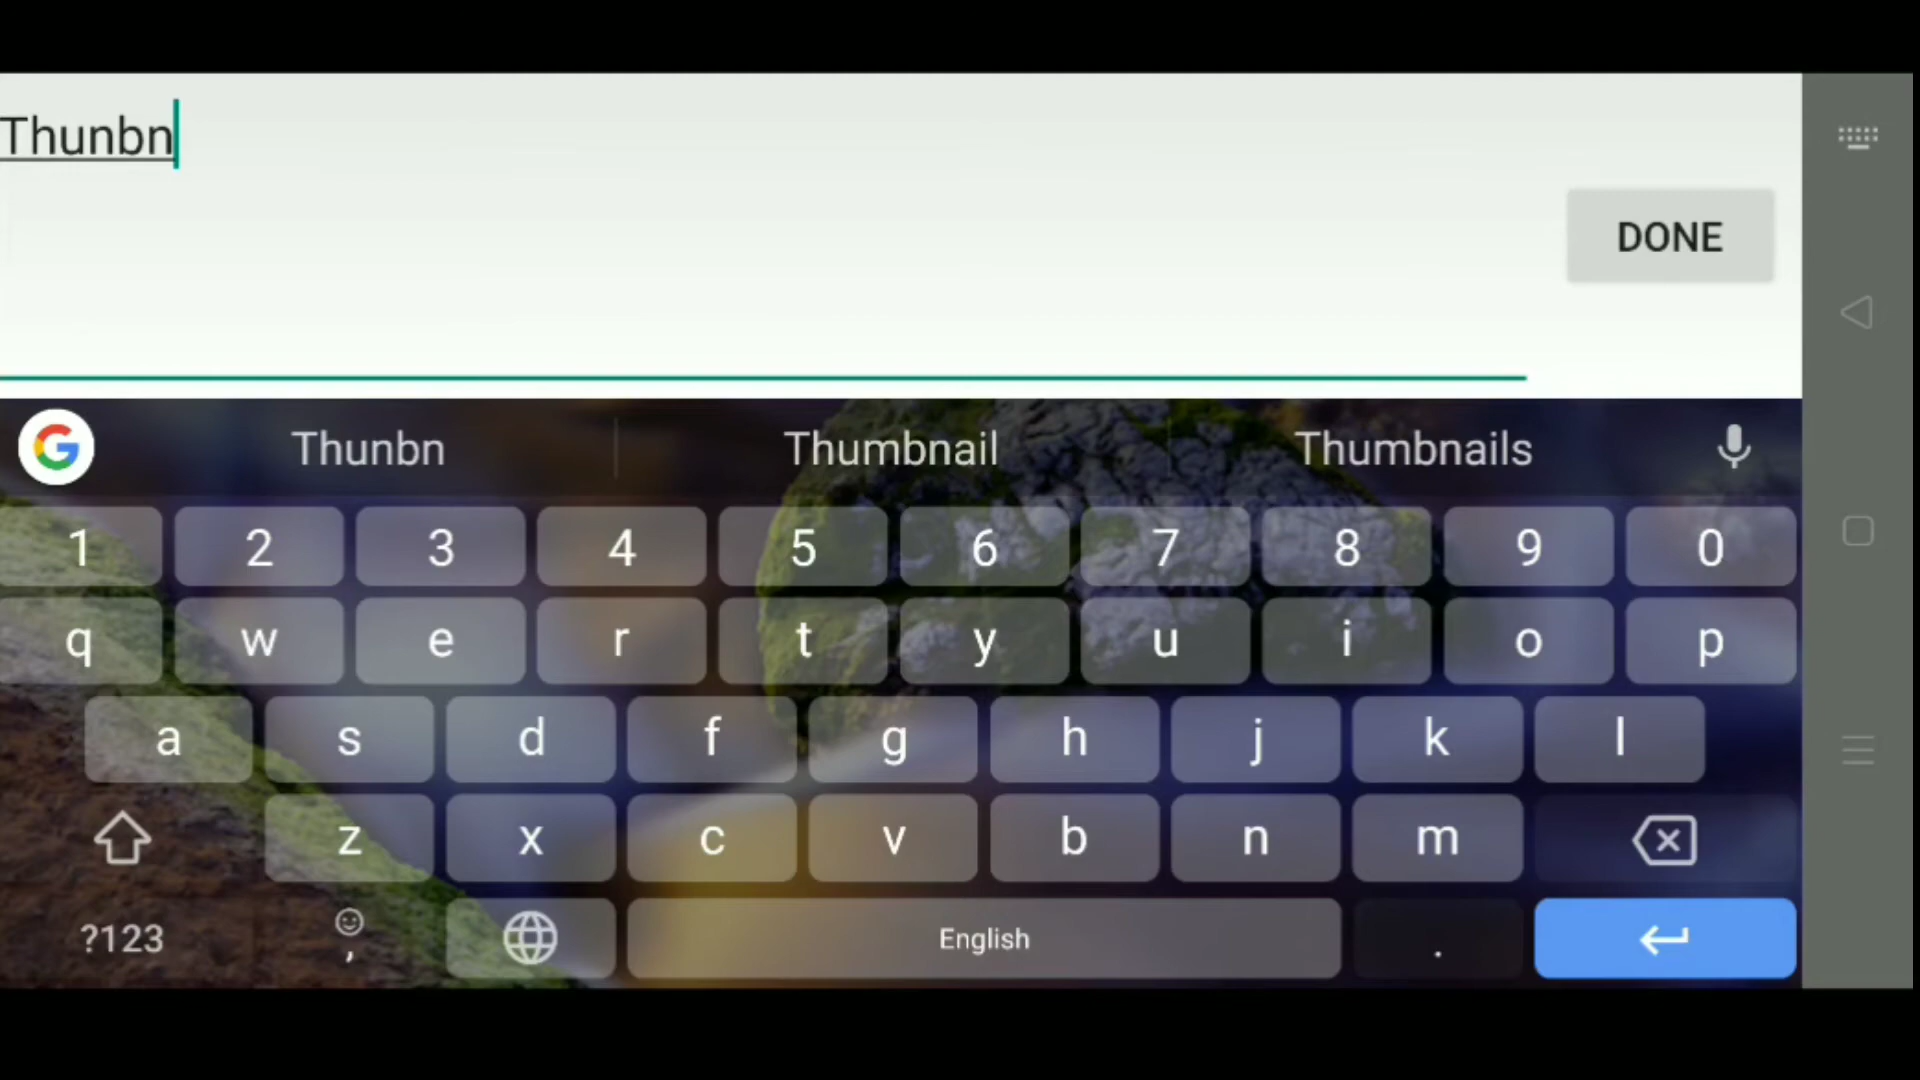 Thunbn
DONE
Thunbn Thumbnail Thumbnails
1 2 3 4 5 6 7 8 9 0
q w e r t y u i o p
a s d f g h j k l
z x c v b n m
?123 , English .